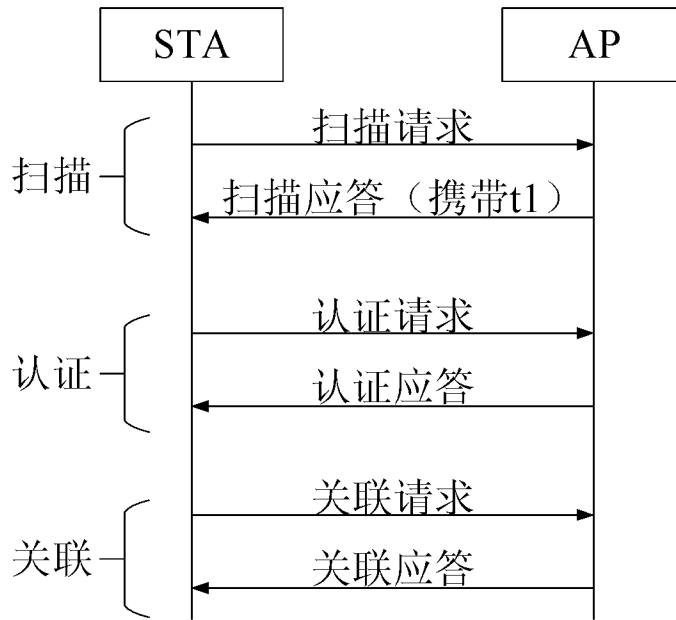 STA
AP
扫描请求
扫描
扫描应答（携带t1）
认证请求
认证
认证应答
关联请求
关联
关联应答